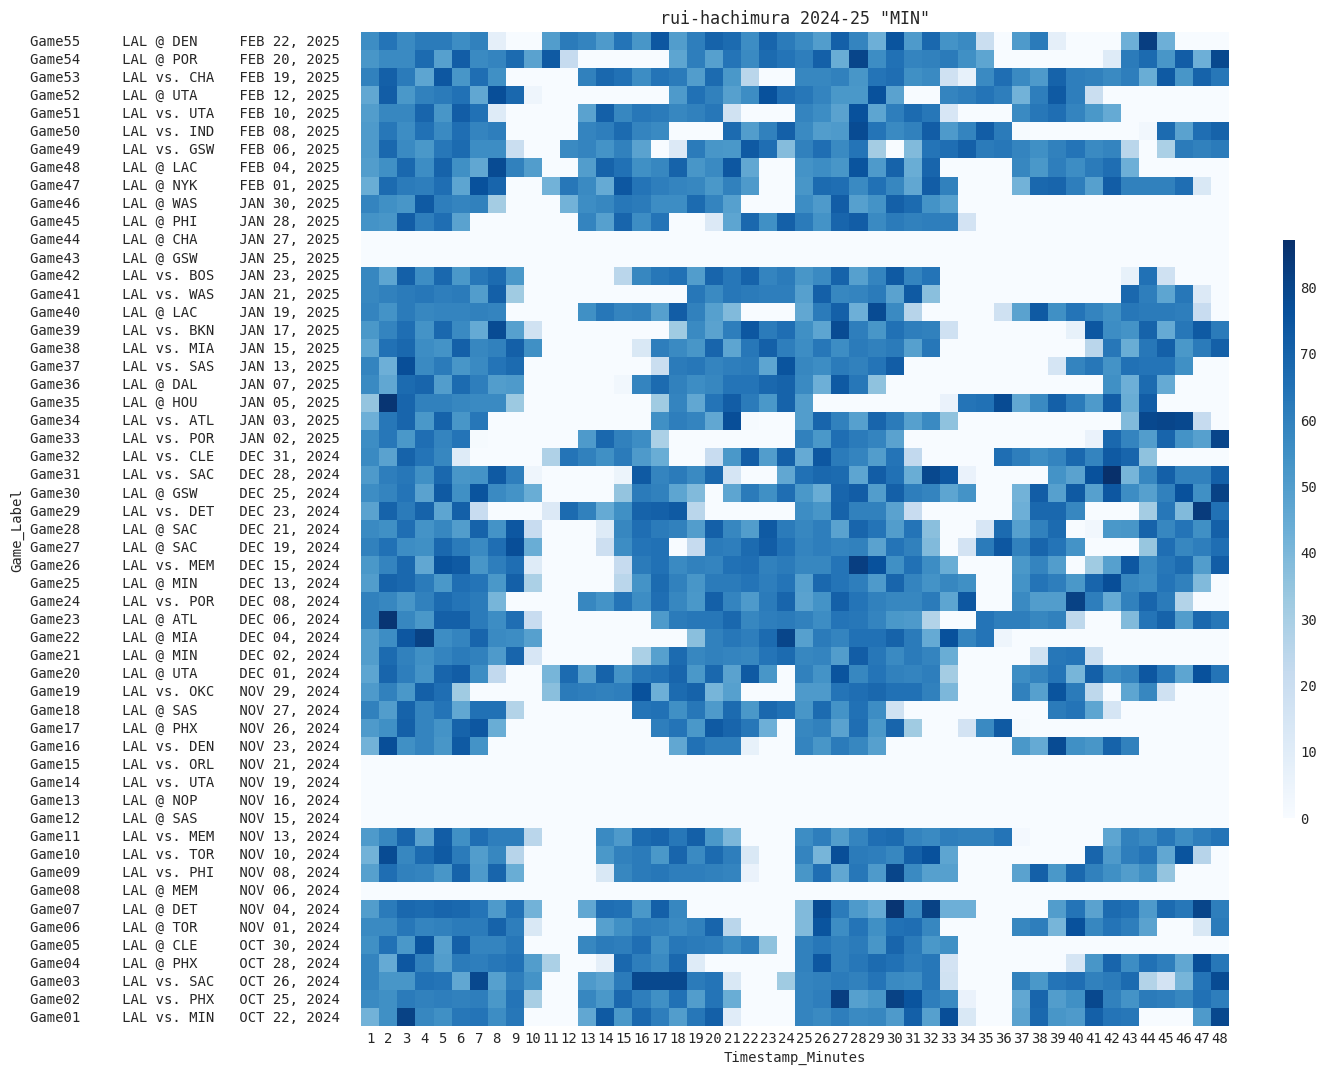 rui-hachimura 2024-25 "MIN"
Game55 LAL @ DEN FEB 22, 2025
Game54 LAL @ POR FEB 20, 2025
Game53 LAL vs. CHA FEB 19, 2025
Game52 LAL @ UTA FEB 12, 2025
Game51 LAL vs. UTA FEB 10, 2025
Game50 LAL vs. IND FEB 08, 2025
Game49 LAL vs. GSW FEB 06, 2025
Game48 LAL @ LAC FEB 04, 2025
Game47 LAL @ NYK FEB 01, 2025
Game46 LAL @ WAS JAN 30, 2025
Game45 LAL @ PHI JAN 28, 2025
Game44 LAL @ CHA JAN 27, 2025
Game43 LAL @ GSW JAN 25, 2025
Game42 LAL vs. BOS JAN 23, 2025
Game41 LAL vs. WAS JAN 21, 2025
Game40 LAL @ LAC JAN 19, 2025
Game39 LAL vs. BKN JAN 17, 2025
Game38 LAL vs. MIA JAN 15, 2025
Game37 LAL vs. SAS JAN 13, 2025
Game36 LAL @ DAL JAN 07, 2025
Game35 LAL @ HOU JAN 05, 2025
Game34 LAL vs. ATL JAN 03, 2025
Game33 LAL vs. POR JAN 02, 2025
Game32 LAL vs. CLE DEC 31, 2024
Game31 LAL vs. SAC DEC 28, 2024
Game30 LAL @ GSW DEC 25, 2024
Game29 LAL vs. DET DEC 23, 2024
Game28 LAL @ SAC DEC 21, 2024
Game27 LAL @ SAC DEC 19, 2024
Game26 LAL vs. MEM DEC 15, 2024
Game25 LAL @ MIN DEC 13, 2024
Game24 LAL vs. POR DEC 08, 2024
Game23 LAL @ ATL DEC 06, 2024
Game22 LAL @ MIA DEC 04, 2024
Game21 LAL @ MIN DEC 02, 2024
Game20 LAL @ UTA DEC 01, 2024
Game19 LAL vs. OKC NOV 29, 2024
Game18 LAL @ SAS NOV 27, 2024
Game17 LAL @ PHX NOV 26, 2024
Game16 LAL vs. DEN NOV 23, 2024
Game15 LAL vs. ORL NOV 21, 2024
Game14 LAL vs. UTA NOV 19, 2024
Game13 LAL @ NOP NOV 16, 2024
Game12 LAL @ SAS NOV 15, 2024
Game11 LAL vs. MEM NOV 13, 2024
Game10 LAL vs. TOR NOV 10, 2024
Game09 LAL vs. PHI NOV 08, 2024
Game08 LAL @ MEM NOV 06, 2024
Game07 LAL @ DET NOV 04, 2024
Game06 LAL @ TOR NOV 01, 2024
Game05 LAL @ CLE OCT 30, 2024
Game04 LAL @ PHX OCT 28, 2024
Game03 LAL vs. SAC OCT 26, 2024
Game02 LAL vs. PHX OCT 25, 2024
Game01 LAL vs. MIN OCT 22, 2024
Game_Label
1 2 3 4 5 6 7 8 9 10 11 12 13 14 15 16 17 18 19 20 21 22 23 24 25 26 27 28 29 30 31 32 33 34 35 36 37 38 39 40 41 42 43 44 45 46 47 48
Timestamp_Minutes
80
70
60
50
40
30
20
10
0